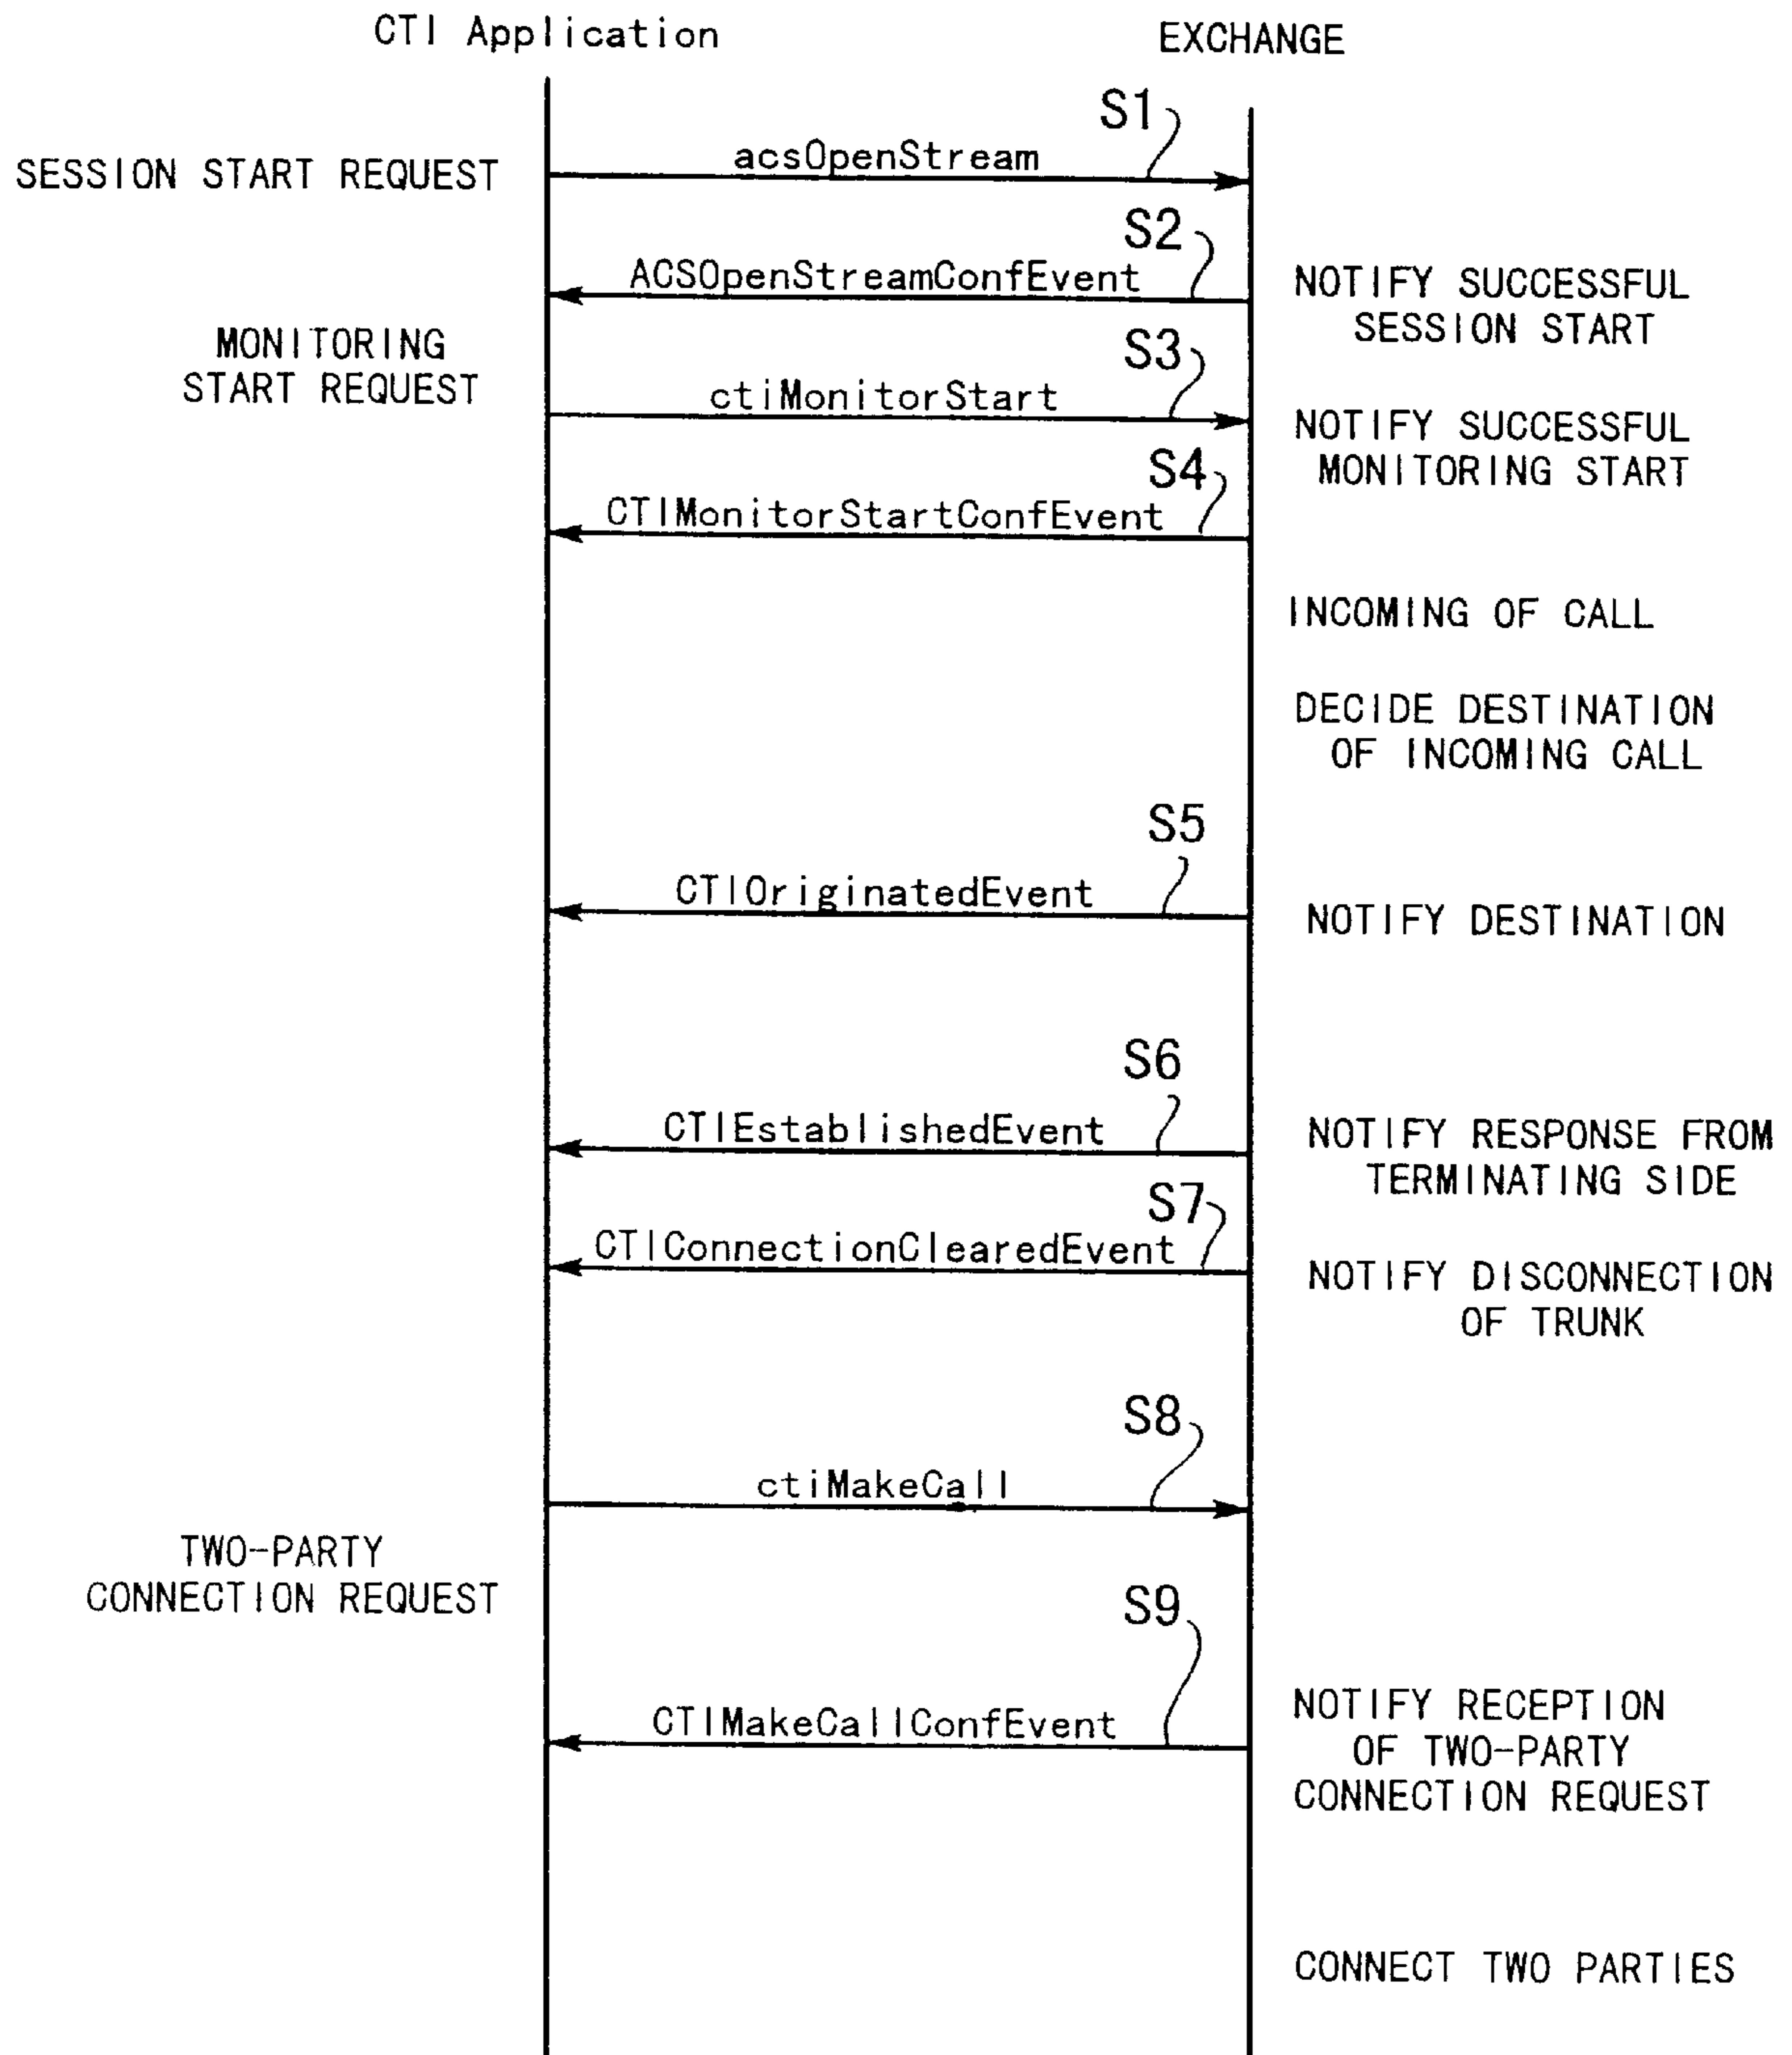 CTI Application
EXCHANGE
S1
acsOpenStream
SESSION START REQUEST
S2
ACSOpenStreamConfEvent
NOTIFY SUCCESSFUL
SESSION START
MONITORING
START REQUEST
S3
ctiMonitorStart
NOTIFY SUCCESSFUL
MONITORING START
S4
CTIMonitorStartConfEvent
INCOMING OF CALL
DECIDE DESTINATION
OF INCOMING CALL
S5
CTIOriginatedEvent
NOTIFY DESTINATION
S6
CTIEstablishedEvent
NOTIFY RESPONSE FROM
TERMINATING SIDE
S7
CTIConnectionClearedEvent
NOTIFY DISCONNECTION
OF TRUNK
S8
ctiMakeCall
TWO-PARTY
CONNECTION REQUEST
S9
CTIMakeCallConfEvent
NOTIFY RECEPTION
OF TWO-PARTY
CONNECTION REQUEST
CONNECT TWO PARTIES